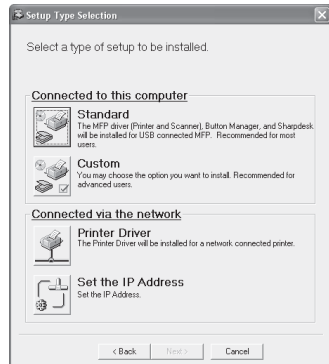 Setup Type Selection
Select a type of setup to be installed.
Connected to this computer
Standard
The MFP driver (Printer and Scanner), Button Manager, and Sharpdesk
will be installed for USB connected MFP. Recommended for most
users.
Custom
You may choose the option you want to install. Recommended for
advanced users.
Connected via the network
Printer Driver
The Printer Driver will be installed for a network connected printer.
Set the IP Address
Set the IP Address.
< Back
Next >
Cancel